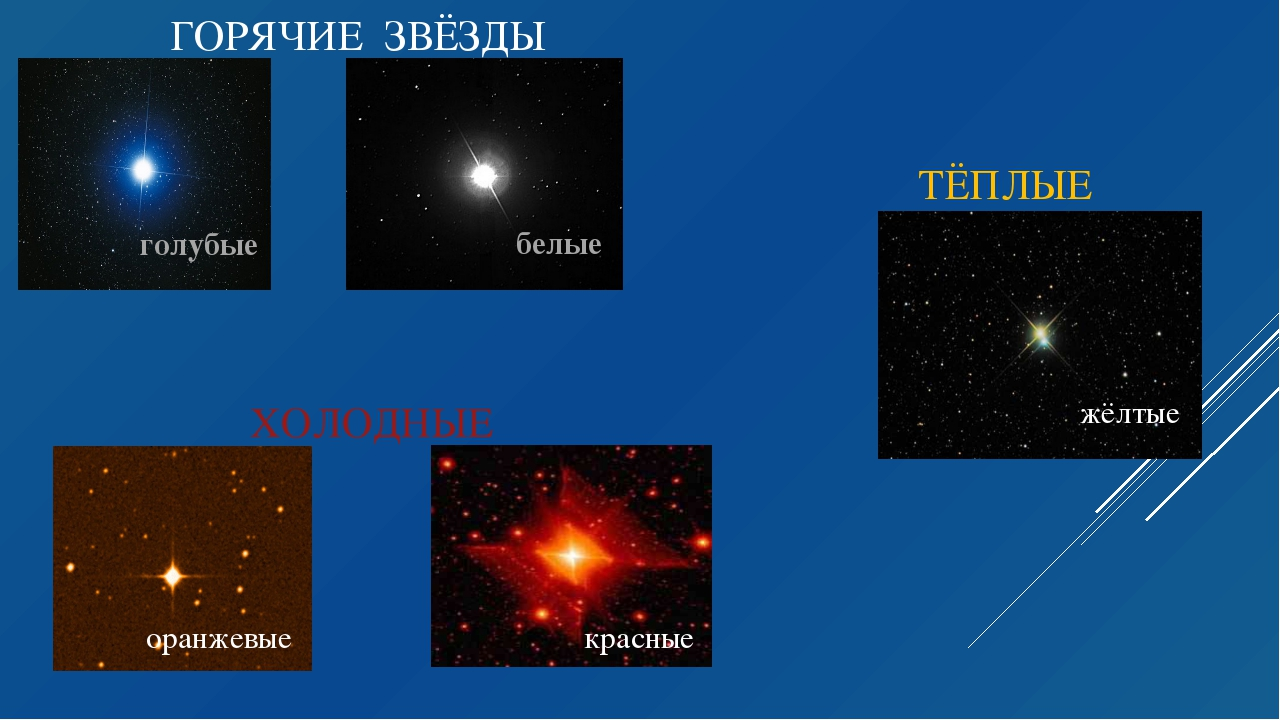 ГОРЯЧИЕ ЗВЁЗДЫ
голубые
белые
ТЁПЛЫЕ
жёлтые
ХОЛОДНЫЕ
оранжевые
красные